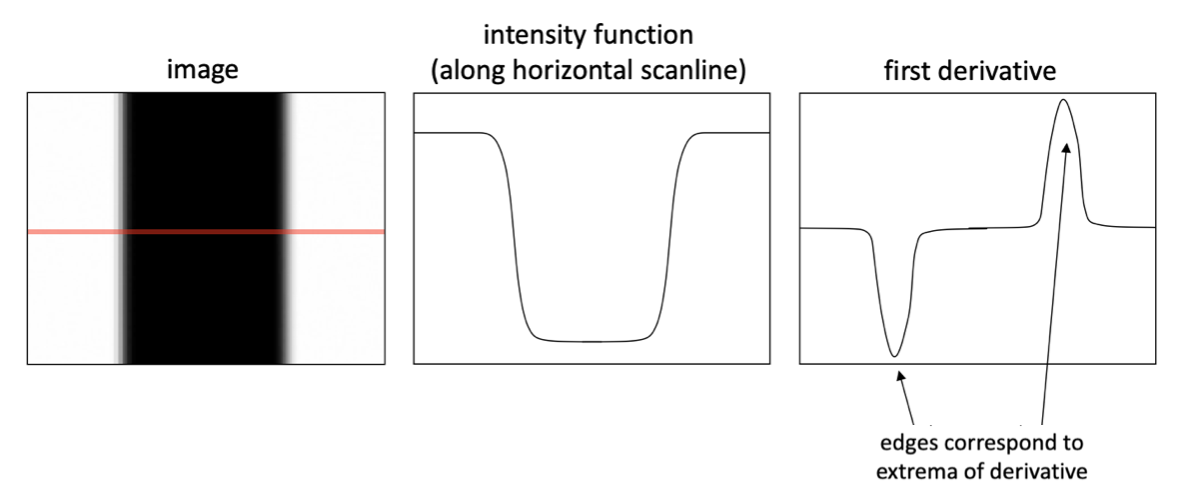 image
intensity function
(along horizontal scanline)
first derivative
edges correspond to
extrema of derivative